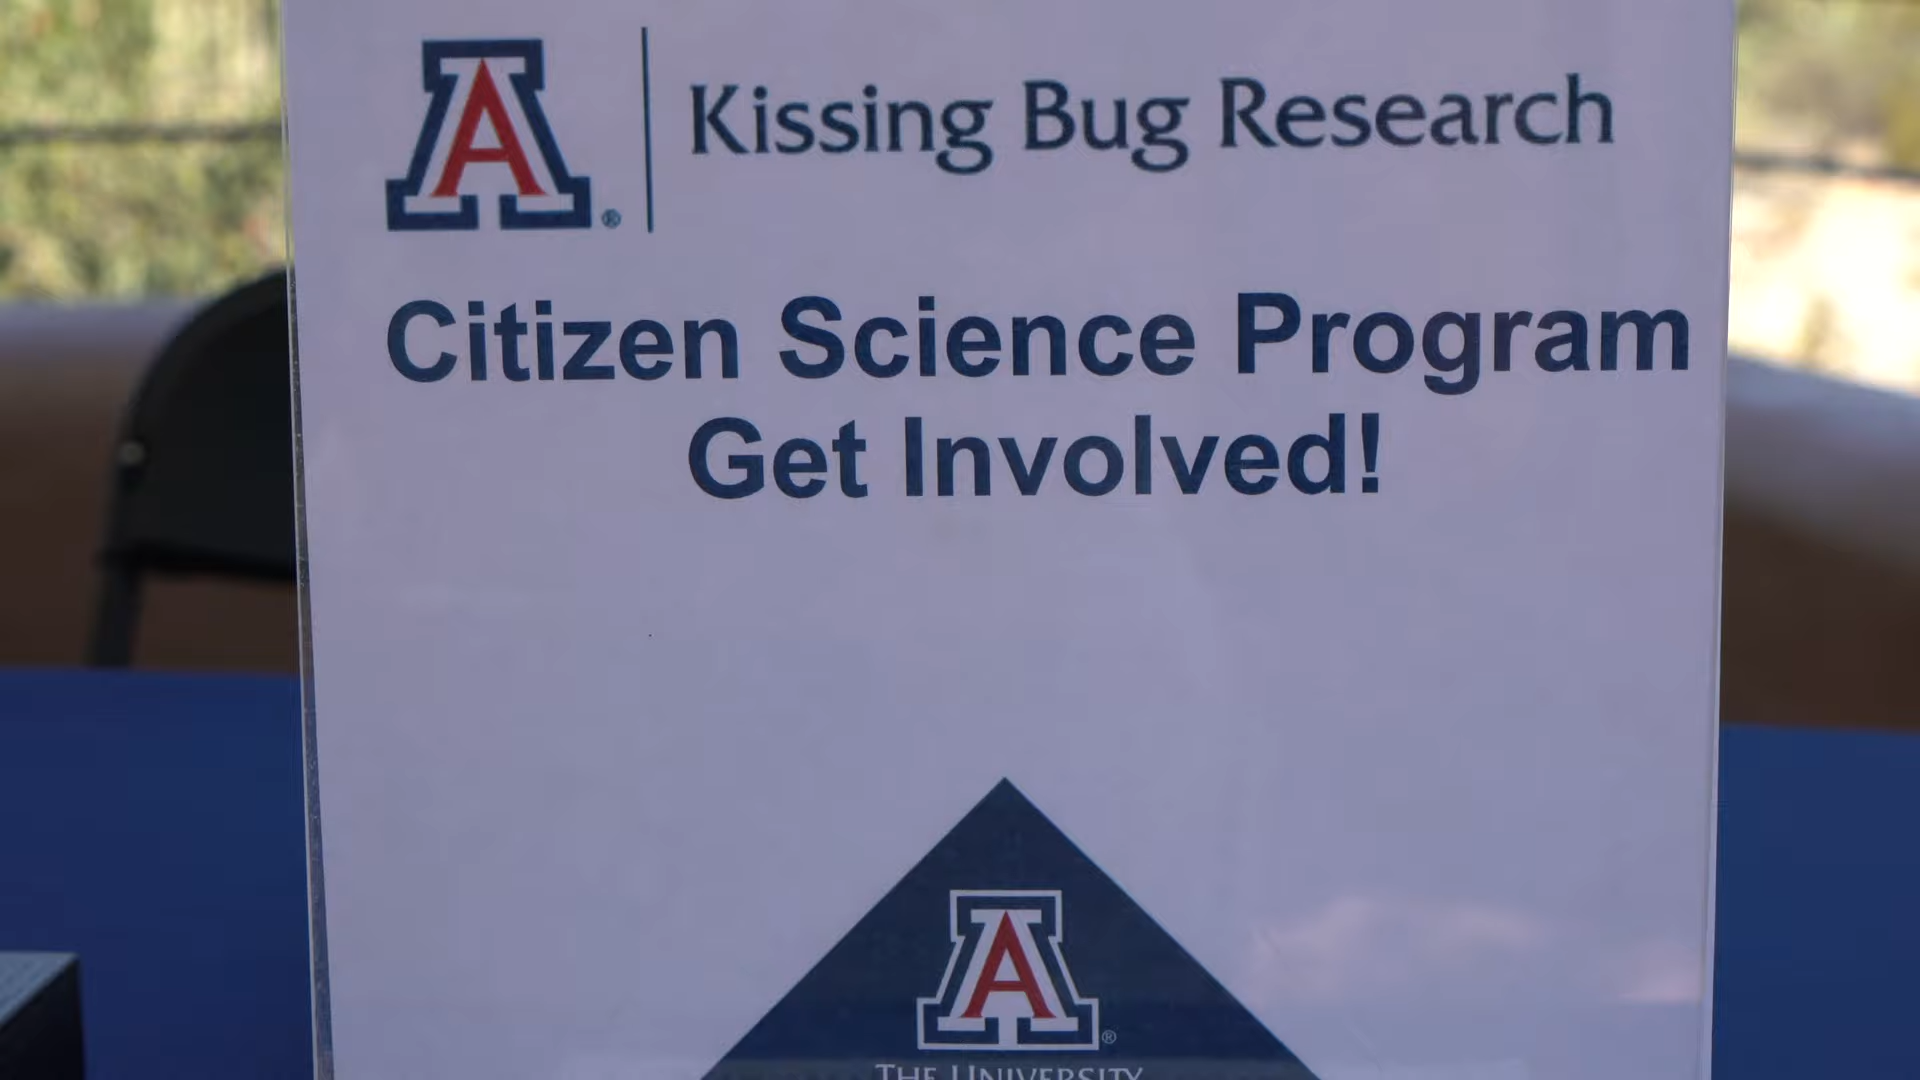 A® | Kissing Bug Research
Citizen Science Program
Get Involved!
A®
THE UNIVERSITY